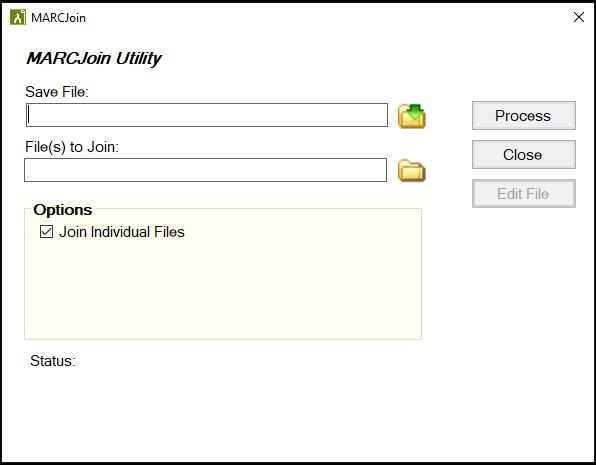 MARCJoin
MARCJoin Utility
Save File:
Process
File(s) to Join:
Close
Edit File
Options
Join Individual Files
Status: